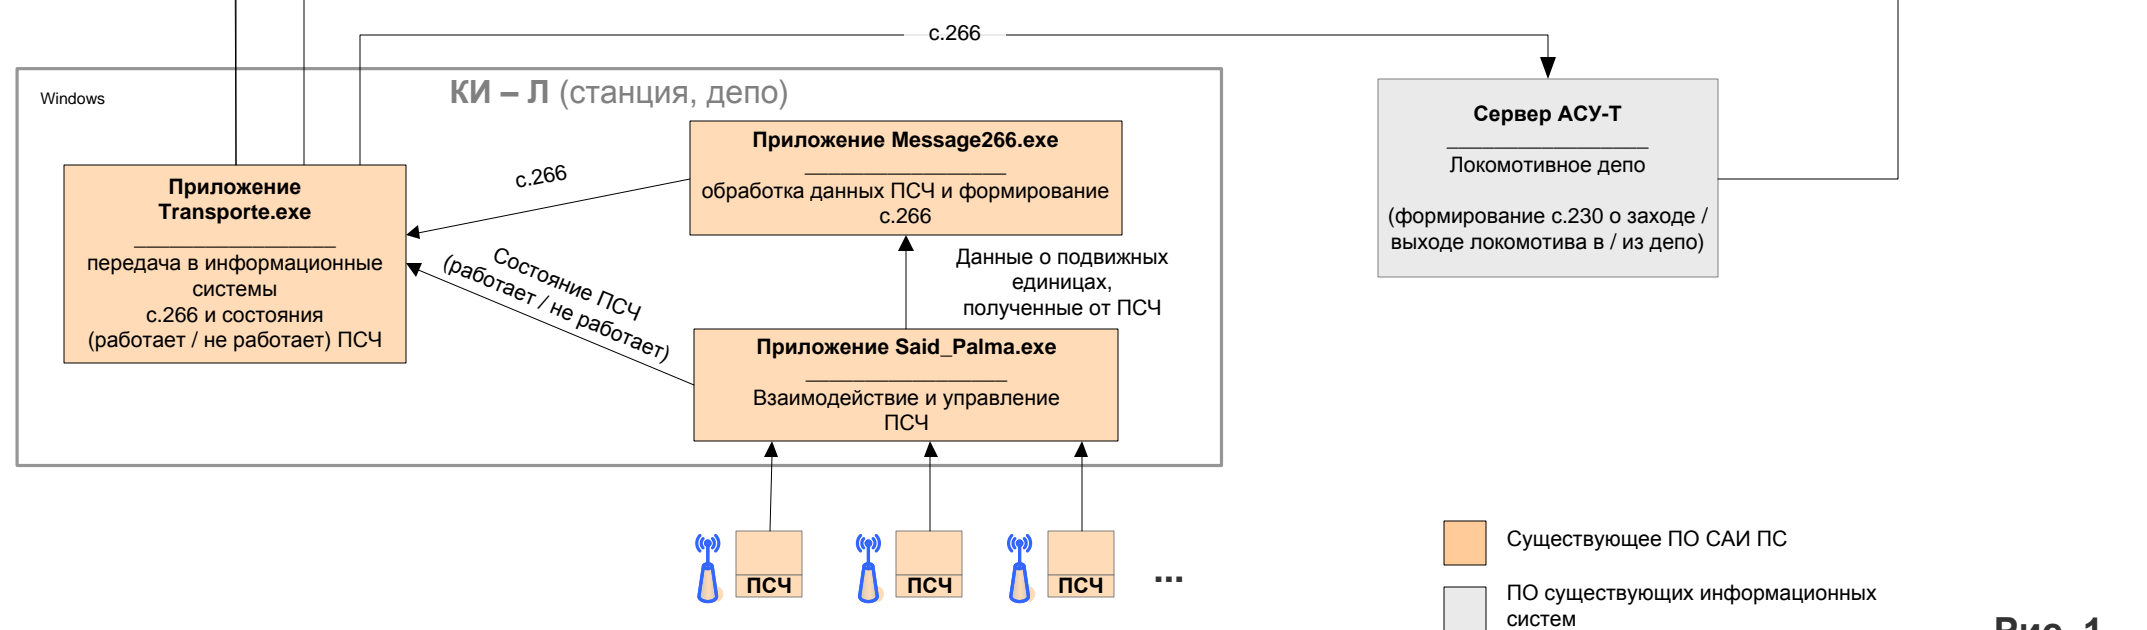 с.266
Windows
КИ – Л (станция, депо)
Приложение
Transporte.exe
передача в информационные
системы
с.266 и состояния
(работает / не работает) ПСЧ
с.266
Состояние ПСЧ
(работает / не работает)
Приложение Message266.exe
обработка данных ПСЧ и формирование
с.266
Данные о подвижных
единицах,
полученные от ПСЧ
Приложение Said_Palma.exe
Взаимодействие и управление
ПСЧ
ПСЧ
ПСЧ
ПСЧ
...
Сервер АСУ-Т
Локомотивное депо
(формирование с.230 о заходе /
выходе локомотива в / из депо)
Существующее ПО САИ ПС
ПО существующих информационных
систем
Рис. 1